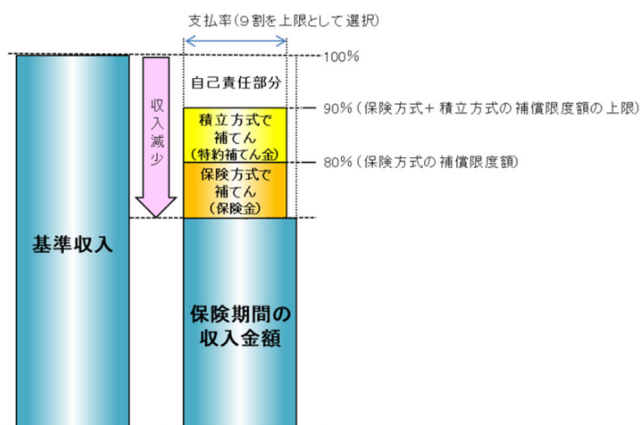 支払率（９割を上限として選択）
100%
自己責任部分
収入減少
90%（保険方式＋積立方式の補償限度額の上限）
積立方式で
補てん
（特約補てん金）
80%（保険方式の補償限度額）
保険方式で
補てん
（保険金）
基準収入
保険期間の
収入金額